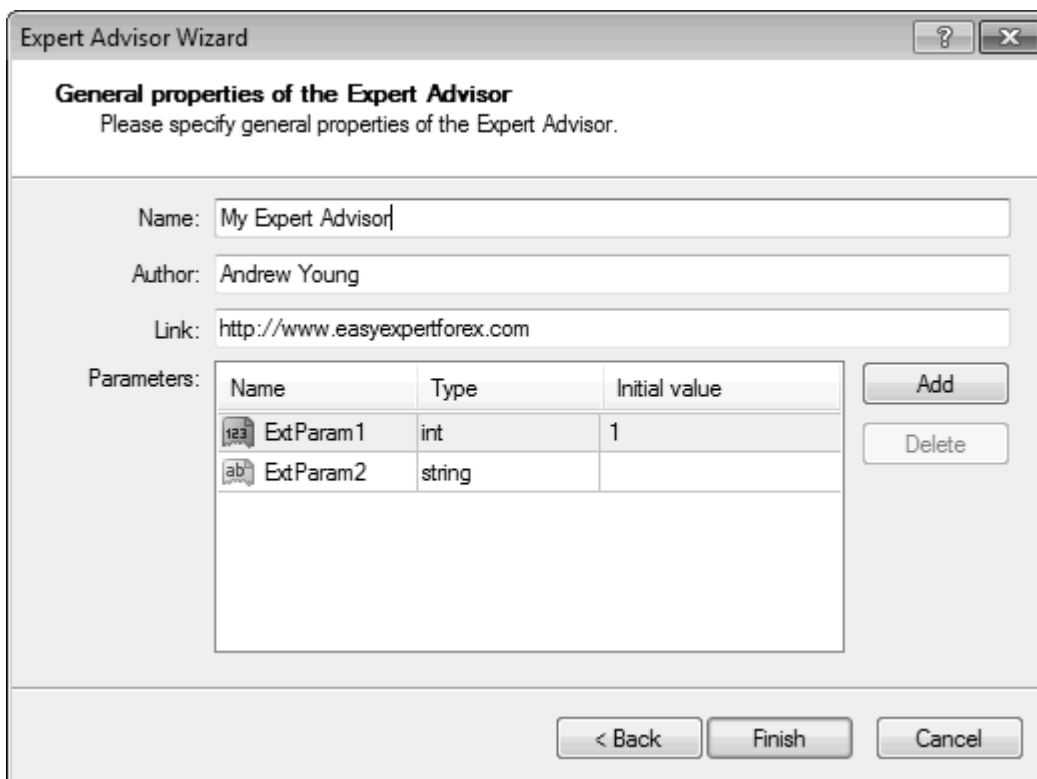 Expert Advisor Wizard
General properties of the Expert Advisor
Please specify general properties of the Expert Advisor.
Name: My Expert Advisor
Author: Andrew Young
Link: http://www.easyexpertforex.com
Parameters: Name Type Initial value Add
123 ExtParam1 int 1 Delete
ab ExtParam2 string
< Back Finish Cancel